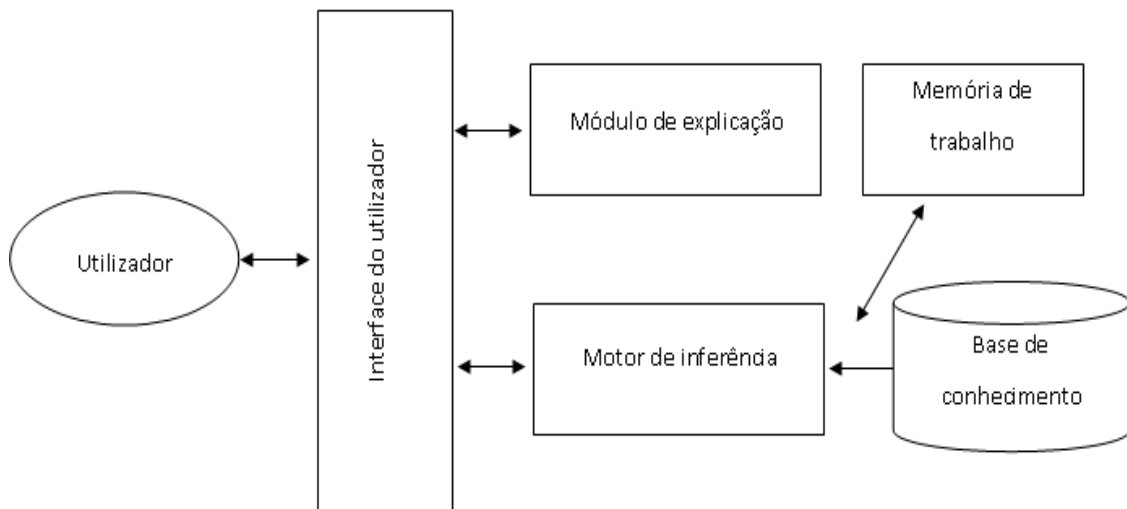 Utilizador
Interface do utilizador
Módulo de explicação
Memória de
trabalho
Motor de inferência
Base de
conhecimento